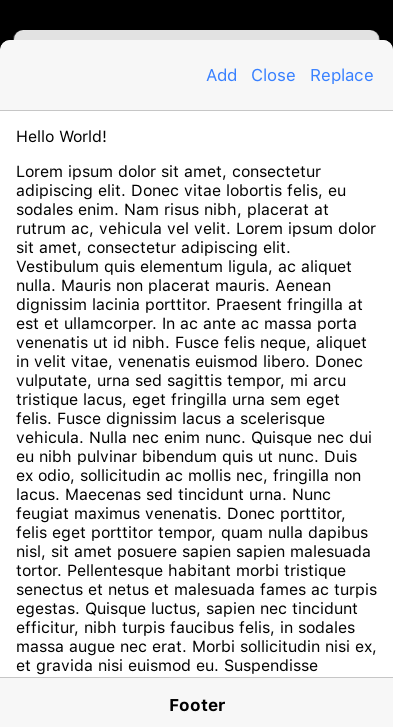 Add Close Replace
Hello World!
Lorem ipsum dolor sit amet, consectetur
adipiscing elit. Donec vitae lobortis felis, eu
sodales enim. Nam risus nibh, placerat at
rutrum ac, vehicula vel velit. Lorem ipsum dolor
sit amet, consectetur adipiscing elit.
Vestibulum quis elementum ligula, ac aliquet
nulla. Mauris non placerat mauris. Aenean
dignissim lacinia porttitor. Praesent fringilla at
est et ullamcorper. In ac ante ac massa porta
venenatis ut id nibh. Fusce felis neque, aliquet
in velit vitae, venenatis euismod libero. Donec
vulputate, urna sed sagittis tempor, mi arcu
tristique lacus, eget fringilla urna sem eget
felis. Fusce dignissim lacus a scelerisque
vehicula. Nulla nec enim nunc. Quisque nec dui
eu nibh pulvinar bibendum quis ut nunc. Duis
ex odio, sollicitudin ac mollis nec, fringilla non
lacus. Maecenas sed tincidunt urna. Nunc
feugiat maximus venenatis. Donec porttitor,
felis eget porttitor tempor, quam nulla dapibus
nisl, sit amet posuere sapien sapien malesuada
tortor. Pellentesque habitant morbi tristique
senectus et netus et malesuada fames ac turpis
egestas. Quisque luctus, sapien nec tincidunt
efficitur, nibh turpis faucibus felis, in sodales
massa augue nec erat. Morbi sollicitudin nisi ex,
et gravida nisi euismod eu. Suspendisse
Footer